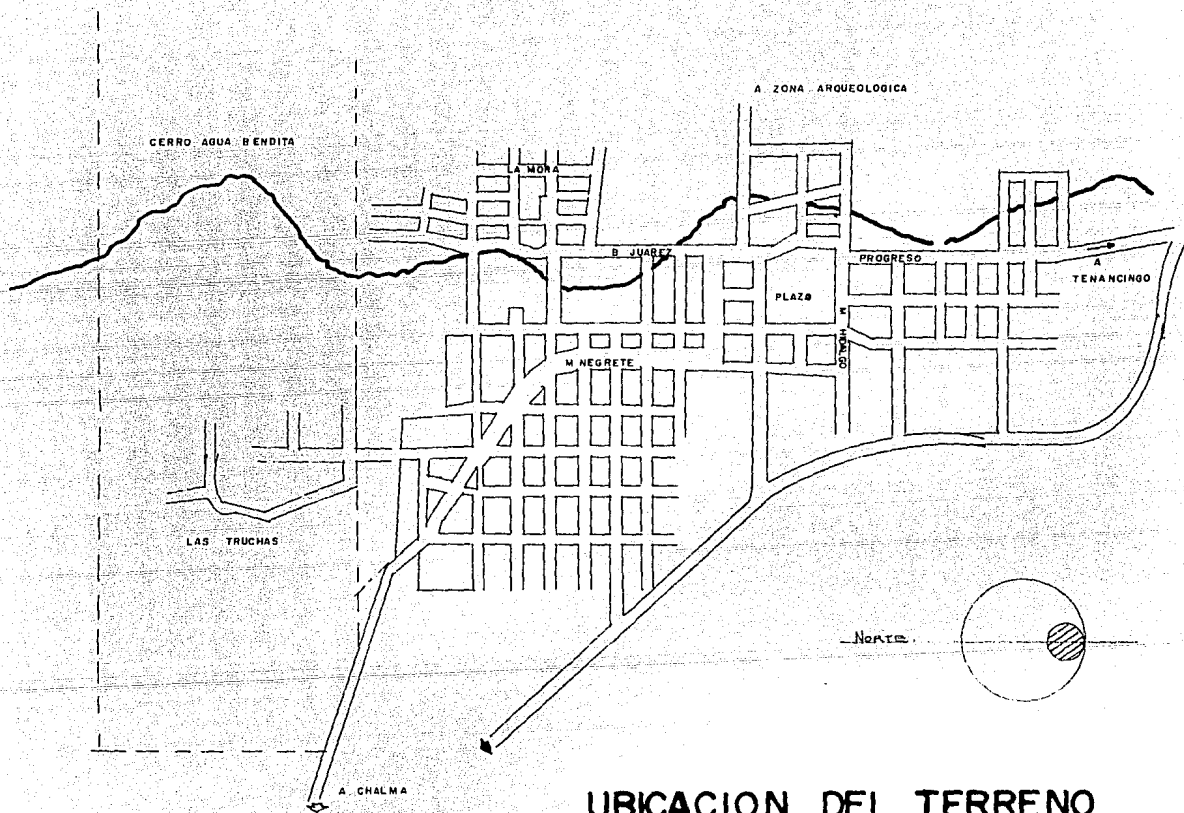 A ZONA ARQUEOLOGICA
CERRO AGUA BENDITA
LA MORA
B JUAREZ
PROGRESO
A
TENANCINGO
PLAZA
M HIDALGO
M NEGRETE
LAS TRUCHAS
NORTE.
A CHALMA
UBICACION DEL TERRENO